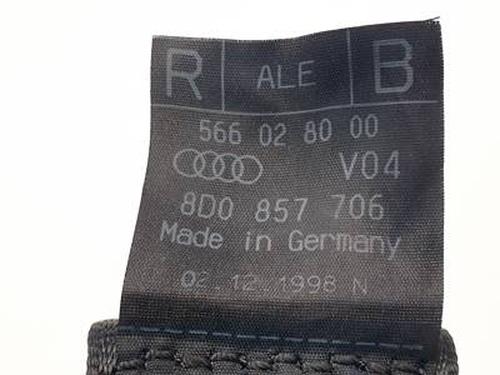 R ALE B
566 02 80 00
V04
8D0 857 706
Made in Germany
02.12.1998 N